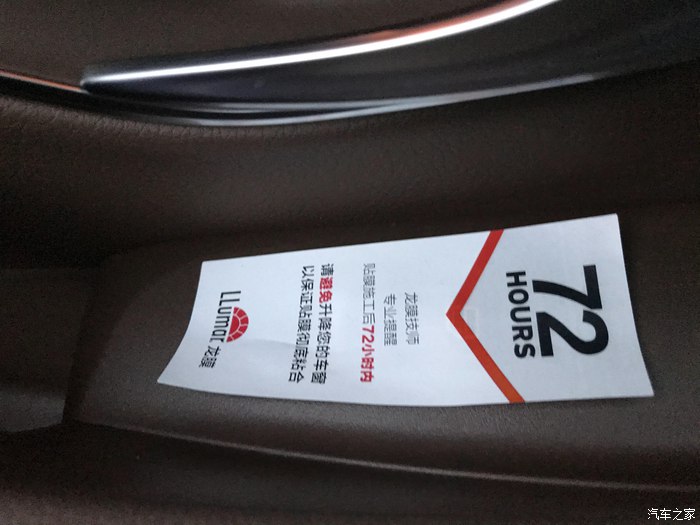 72
HOURS
龙膜技师
专业提醒
贴膜施工后72小时内
请避免升降您的车窗
以保证贴膜彻底粘合
LLumar 龙膜
汽车之家